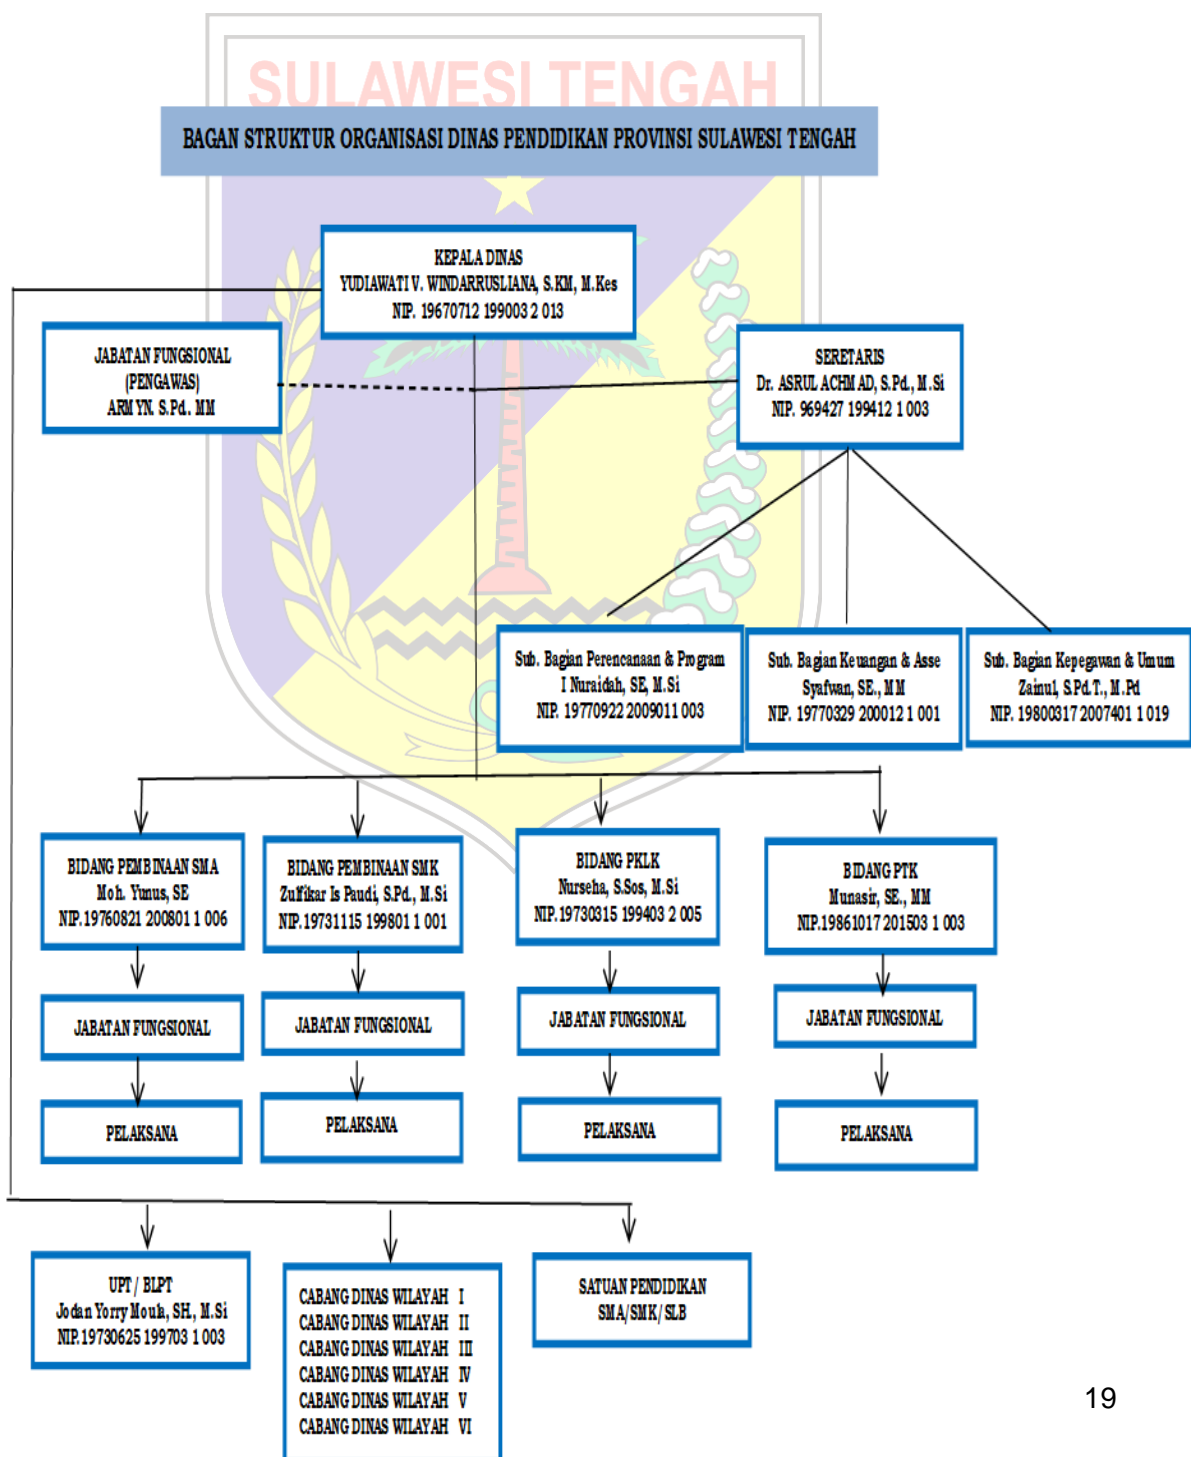 SULAWESI TENGAH
BAGAN STRUKTUR ORGANISASI DINAS PENDIDIKAN PROVINSI SULAWESI TENGAH
KEPALA DINAS
YUDIAWATI V. WINDARRUSLIANA, S.KM, M.Kes
NIP. 19670712 199003 2 013
JABATAN FUNGSIONAL
(PENGAWAS)
ARMYN. S.Pd.. MM
SERETARIS
Dr. ASRUL ACHMAD, S.Pd., M.Si
NIP. 969427 199412 1 003
Sub. Bagian Perencanaan & Program
I Nuraidah, SE, M.Si
NIP. 19770922 2009011 003
Sub. Bagian Keuangan & Asse
Syafwan, SE., MM
NIP. 19770329 200012 1 001
Sub. Bagian Kepegawan & Umum
Zainul, S.Pd.T., M.Pd
NIP. 19800317 2007401 1 019
BIDANG PEMBINAAN SMA
Moh. Yunus, SE
NIP.19760821 200801 1 006
BIDANG PEMBINAAN SMK
Zulfikar Is Paudi, S.Pd., M.Si
NIP.19731115 199801 1 001
BIDANG PKLK
Nurseha, S.Sos, M.Si
NIP.19730315 199403 2 005
BIDANG PTK
Munasir, SE., MM
NIP.19861017 201503 1 003
JABATAN FUNGSIONAL
JABATAN FUNGSIONAL
JABATAN FUNGSIONAL
JABATAN FUNGSIONAL
PELAKSANA
PELAKSANA
PELAKSANA
PELAKSANA
UPT / BLPT
Jodan Yorry Moula, SH., M.Si
NIP.19730625 199703 1 003
CABANG DINAS WILAYAH I
CABANG DINAS WILAYAH II
CABANG DINAS WILAYAH III
CABANG DINAS WILAYAH IV
CABANG DINAS WILAYAH V
CABANG DINAS WILAYAH VI
SATUAN PENDIDIKAN
SMA/SMK/SLB
19